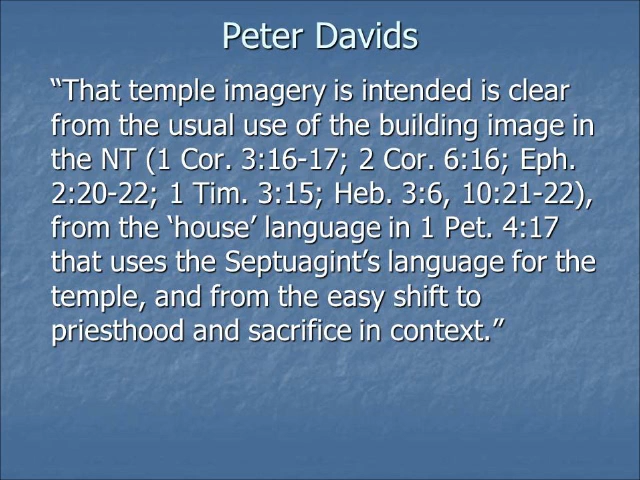 Peter Davids
“That temple imagery is intended is clear
from the usual use of the building image in
the NT (1 Cor. 3:16-17; 2 Cor. 6:16; Eph.
2:20-22; 1 Tim. 3:15; Heb. 3:6, 10:21-22),
from the ‘house’ language in 1 Pet. 4:17
that uses the Septuagint’s language for the
temple, and from the easy shift to
priesthood and sacrifice in context.”